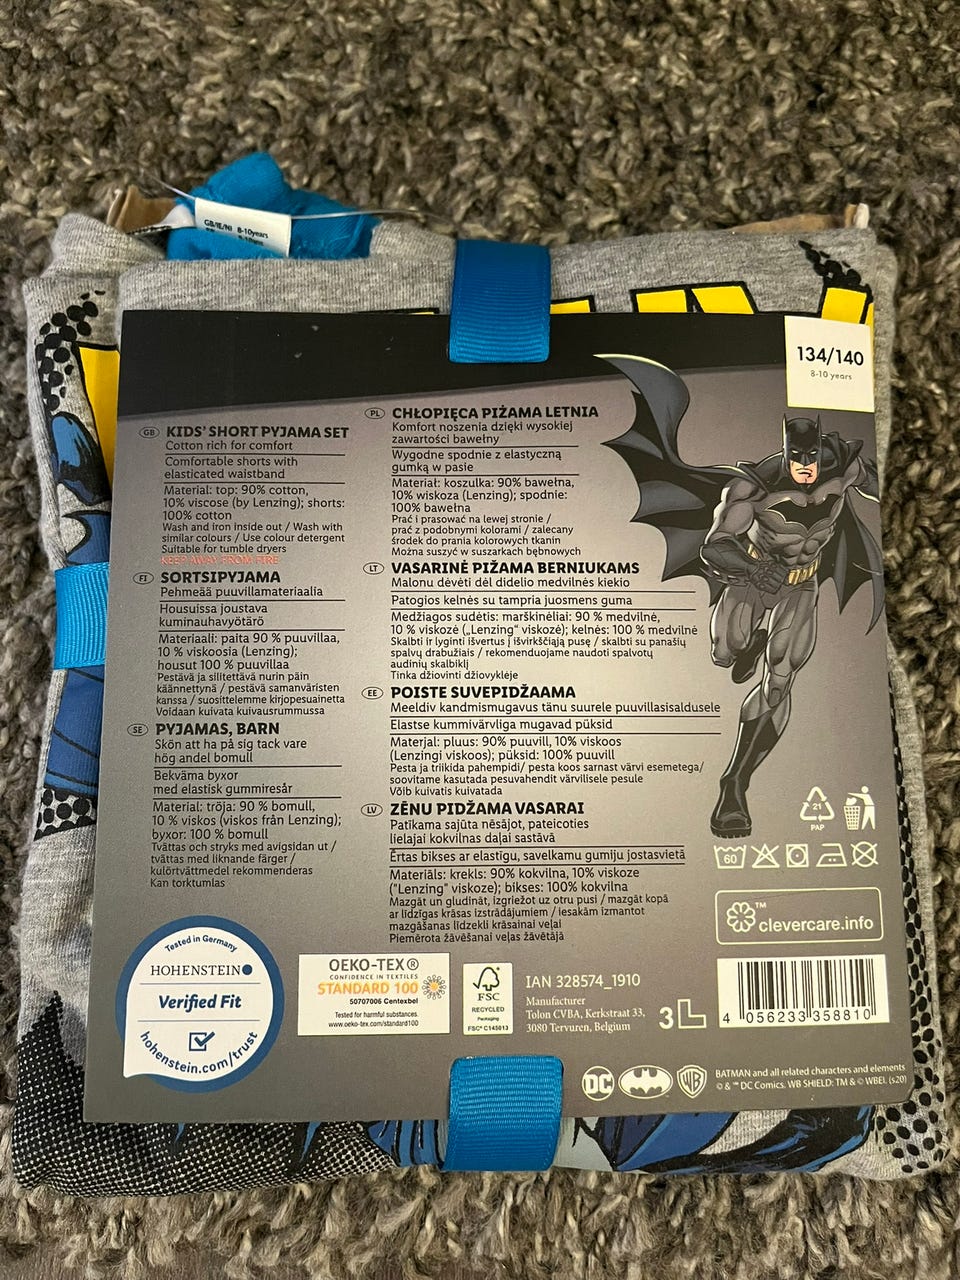 GB/IE/NI 8-10years
134/140
8-10 years
GB KIDS' SHORT PYJAMA SET
Cotton rich for comfort
Comfortable shorts with
elasticated waistband
Material: top: 90% cotton,
10% viscose (by Lenzing); shorts:
100% cotton
Wash and iron inside out / Wash with
similar colours / Use colour detergent
Suitable for tumble dryers
KEEP AWAY FROM FIRE
FI SORTSIPYJAMA
Pehmeää puuvillamateriaalia
Housuissa joustava
kuminauhavyötärö
Materiaali: paita 90 % puuvillaa,
10 % viskoosia (Lenzing);
housut 100 % puuvillaa
Pestävä ja silitettävä nurin päin
käännettynä / pestävä samanväristen
kanssa / suosittelemme kirjopesuainetta
Voidaan kuivata kuivausrummussa
SE PYJAMAS, BARN
Skön att ha på sig tack vare
hög andel bomull
Bekväma byxor
med elastisk gummiresår
Material: tröja: 90 % bomull,
10 % viskos (viskos från Lenzing);
byxor: 100 % bomull
Tvättas och stryks med avigsidan ut /
tvättas med liknande färger /
kulörtvättmedel rekommenderas
Kan torktumlas
PL CHŁOPIĘCA PIŻAMA LETNIA
Komfort noszenia dzięki wysokiej
zawartości bawełny
Wygodne spodnie z elastyczną
gumką w pasie
Materiał: koszulka: 90% bawełna,
10% wiskoza (Lenzing); spodnie:
100% bawełna
Prać i prasować na lewej stronie /
prać z podobnymi kolorami / zalecany
środek do prania kolorowych tkanin
Można suszyć w suszarkach bębnowych
LT VASARINĖ PIŽAMA BERNIUKAMS
Malonu dėvėti dėl didelio medvilnės kiekio
Patogios kelnės su tampria juosmens guma
Medžiagos sudėtis: marškinėliai: 90 % medvilnė,
10 % viskozė („Lenzing“ viskozė); kelnės: 100 % medvilnė
Skalbti ir lyginti išvertus į išvirkščiąją pusę / skalbti su panašių
spalvų drabužiais / rekomenduojame naudoti spalvotų
audinių skalbiklį
Tinka džiovinti džiovyklėje
EE POISTE SUVEPIDŽAAMA
Meeldiv kandmismugavus tänu suurele puuvillasisaldusele
Elastse kummivärvliga mugavad püksid
Materjal: pluus: 90% puuvill, 10% viskoos
(Lenzingi viskoos); püksid: 100% puuvill
Pesta ja triikida pahempidi/ pesta koos sarnast värvi esemetega/
soovitame kasutada pesuvahendit värvilisele pesule
Võib kuivatis kuivatada
LV ZĒNU PIDŽAMA VASARAI
Patīkama sajūta nēsājot, pateicoties
lielajai kokvilnas daļai sastāvā
Ērtas bikses ar elastīgu, savelkamu gumiju jostasvietā
Materiāls: krekls: 90% kokvilna, 10% viskoze
("Lenzing" viskoze); bikses: 100% kokvilna
Mazgāt un gludināt, izgriežot uz otru pusi / mazgāt kopā
ar līdzīgas krāsas izstrādājumiem / iesakām izmantot
mazgāšanas līdzekli krāsainai veļai
Piemērota žāvēšanai veļas žāvētājā
21
PAP
60
clevercare.info
TM
Tested in Germany
HOHENSTEIN
Verified Fit
hohenstein.com/trust
OEKO-TEX®
CONFIDENCE IN TEXTILES
STANDARD 100
50707006 Centexbel
Tested for harmful substances.
www.oeko-tex.com/standard100
FSC
RECYCLED
Packaging
FSC® C145013
IAN 328574_1910
Manufacturer
Tolon CVBA, Kerkstraat 33,
3080 Tervuren, Belgium
3L
4 056233 358810
DC
WB
BATMAN and all related characters and elements
© & ™ DC Comics. WB SHIELD: TM & © WBEI. (s20)